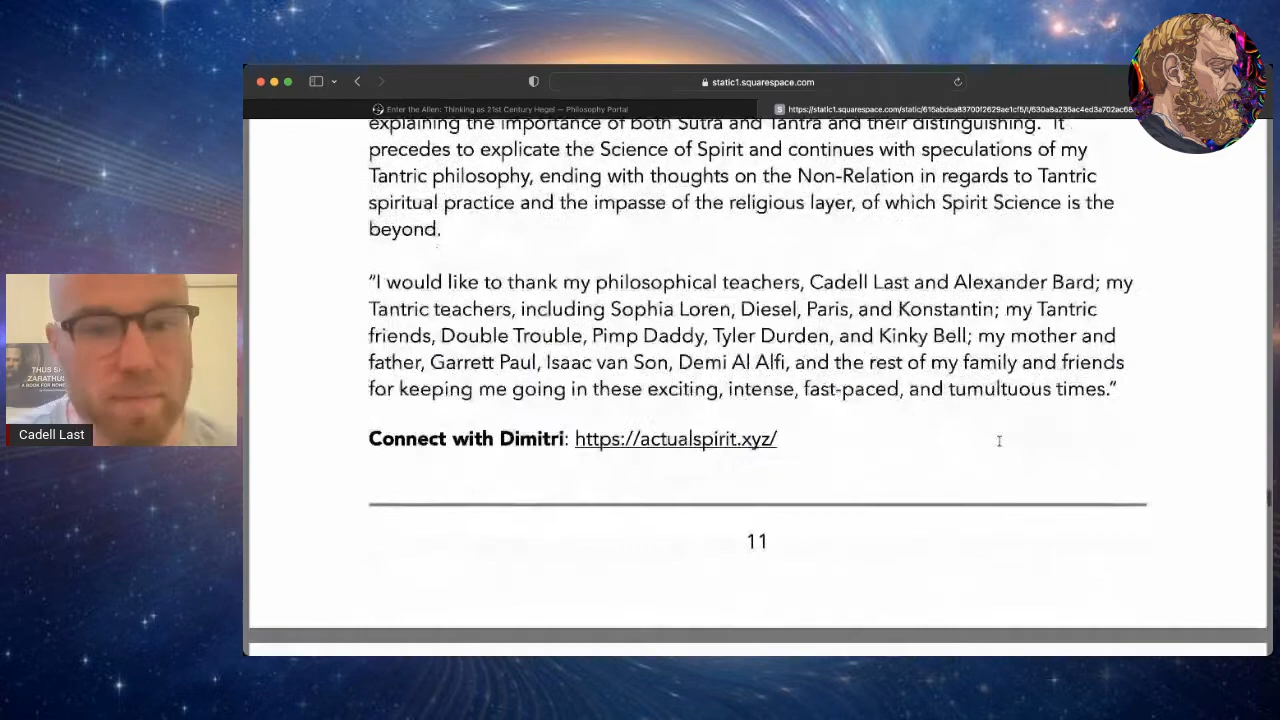 static1.squarespace.com
Enter the Alien: Thinking as 21st Century Hegel — Philosophy Portal
explaining the importance of both Sutra and Tantra and their distinguishing. It
precedes to explicate the Science of Spirit and continues with speculations of my
Tantric philosophy, ending with thoughts on the Non-Relation in regards to Tantric
spiritual practice and the impasse of the religious layer, of which Spirit Science is the
beyond.
“I would like to thank my philosophical teachers, Cadell Last and Alexander Bard; my
Tantric teachers, including Sophia Loren, Diesel, Paris, and Konstantin; my Tantric
friends, Double Trouble, Pimp Daddy, Tyler Durden, and Kinky Bell; my mother and
father, Garrett Paul, Isaac van Son, Demi Al Alfi, and the rest of my family and friends
for keeping me going in these exciting, intense, fast-paced, and tumultuous times.”
Connect with Dimitri: https://actualspirit.xyz/
11
THUS S
ZARATHUS
A BOOK FOR NONE
Cadell Last